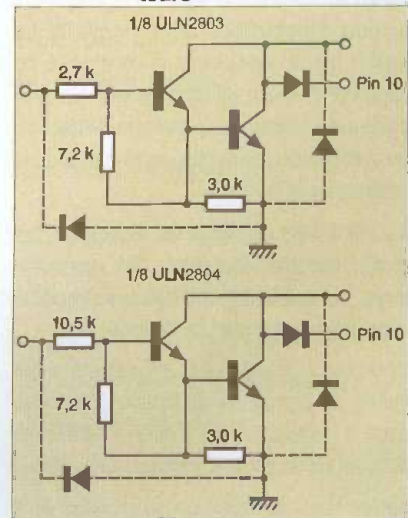 1/8 ULN2803
2,7 k
Pin 10
7,2 k
3,0 k
1/8 ULN2804
10,5 k
Pin 10
7,2 k
3,0 k